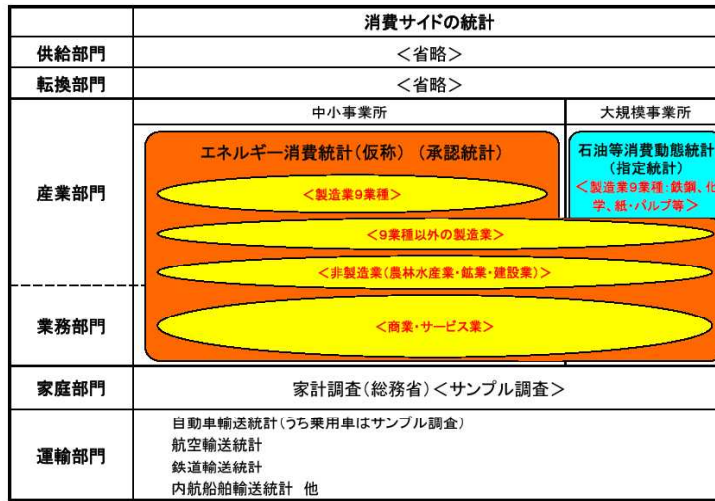 消費サイドの統計
供給部門
＜省略＞
転換部門
＜省略＞
中小事業所
大規模事業所
産業部門
エネルギー消費統計(仮称)　(承認統計)
＜製造業9業種＞
石油等消費動態統計
(指定統計)
＜製造業9業種：鉄鋼、化
学、紙・パルプ等＞
＜9業種以外の製造業＞
＜非製造業(農林水産業・鉱業・建設業)＞
業務部門
＜商業・サービス業＞
家庭部門
家計調査(総務省)＜サンプル調査＞
運輸部門
自動車輸送統計(うち乗用車はサンプル調査)
航空輸送統計
鉄道輸送統計
内航船舶輸送統計　他